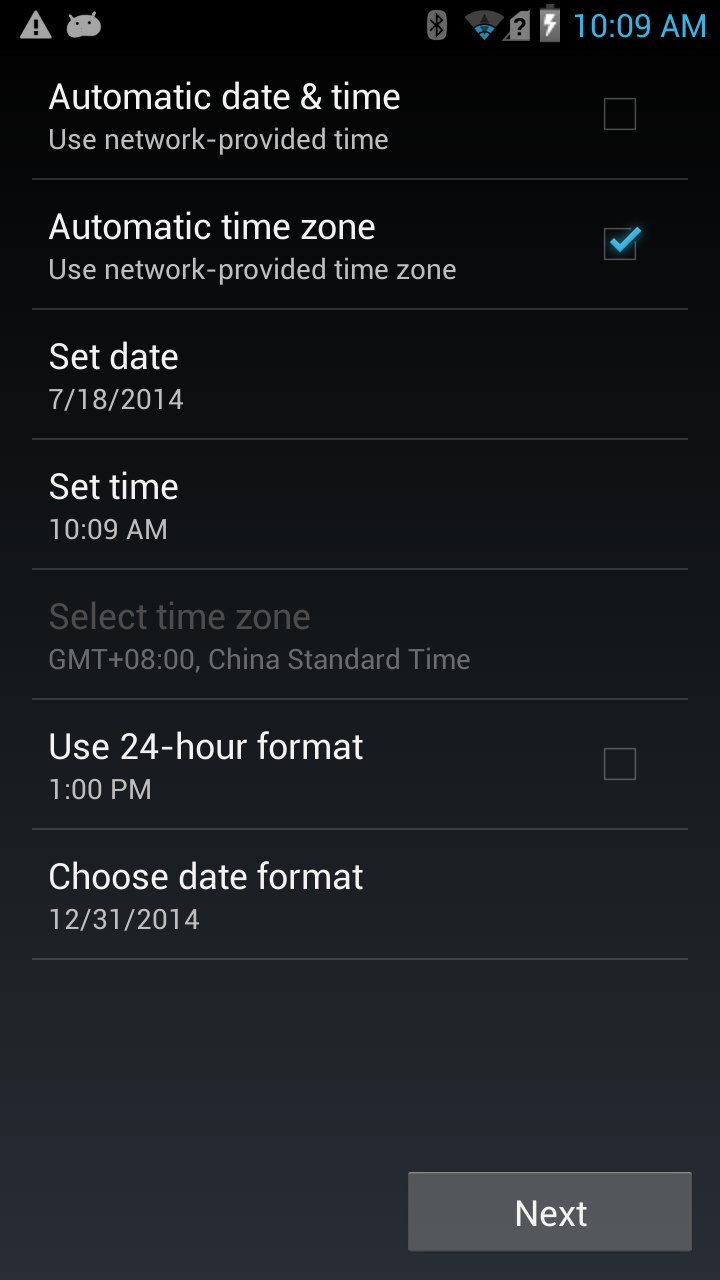 10:09 AM
Automatic date & time
Use network-provided time
Automatic time zone
Use network-provided time zone
Set date
7/18/2014
Set time
10:09 AM
Select time zone
GMT+08:00, China Standard Time
Use 24-hour format
1:00 PM
Choose date format
12/31/2014
Next